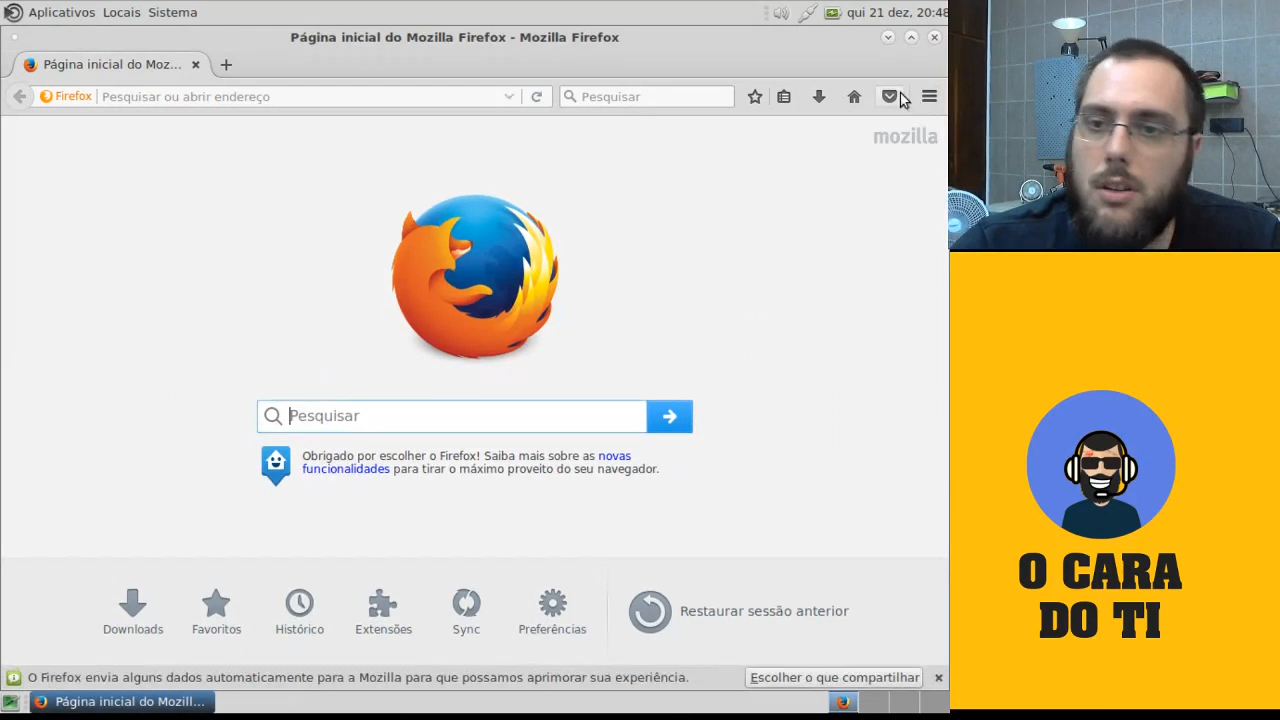 Aplicativos Locais Sistema
qui 21 dez, 20:48
Página inicial do Mozilla Firefox - Mozilla Firefox
Página inicial do Moz...
Firefox
Pesquisar ou abrir endereço
Pesquisar
mozilla
Pesquisar
Obrigado por escolher o Firefox! Saiba mais sobre as novas
funcionalidades para tirar o máximo proveito do seu navegador.
Downloads
Favoritos
Histórico
Extensões
Sync
Preferências
Restaurar sessão anterior
O Firefox envia alguns dados automaticamente para a Mozilla para que possamos aprimorar sua experiência.
Escolher o que compartilhar
Página inicial do Mozill...
O CARA
DO TI